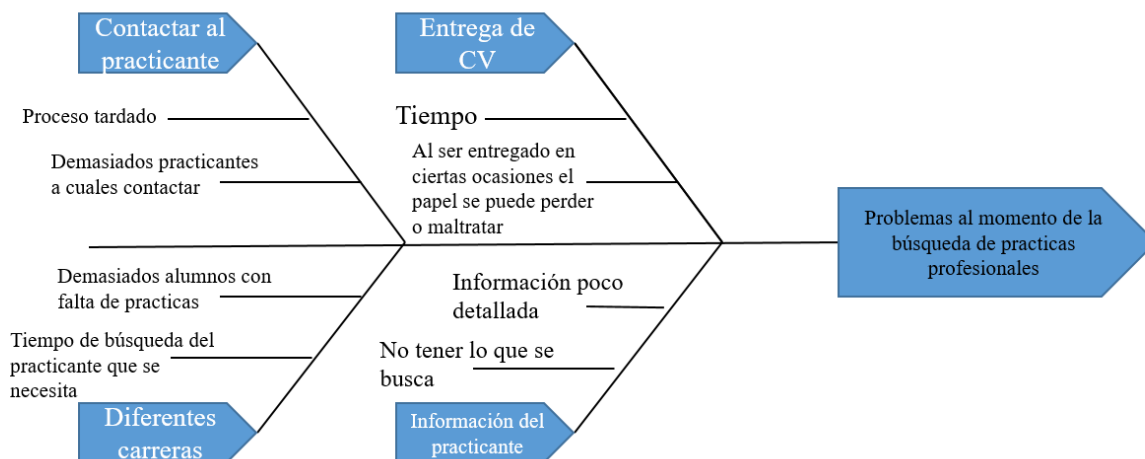 Contactar al
practicante
Entrega de
CV
Proceso tardado
Demasiados practicantes
a cuales contactar
Tiempo
Al ser entregado en
ciertas ocasiones el
papel se puede perder
o maltratar
Problemas al momento de la
búsqueda de practicas
profesionales
Demasiados alumnos con
falta de practicas
Tiempo de búsqueda del
practicante que se
necesita
Información poco
detallada
No tener lo que se
busca
Diferentes
carreras
Información del
practicante